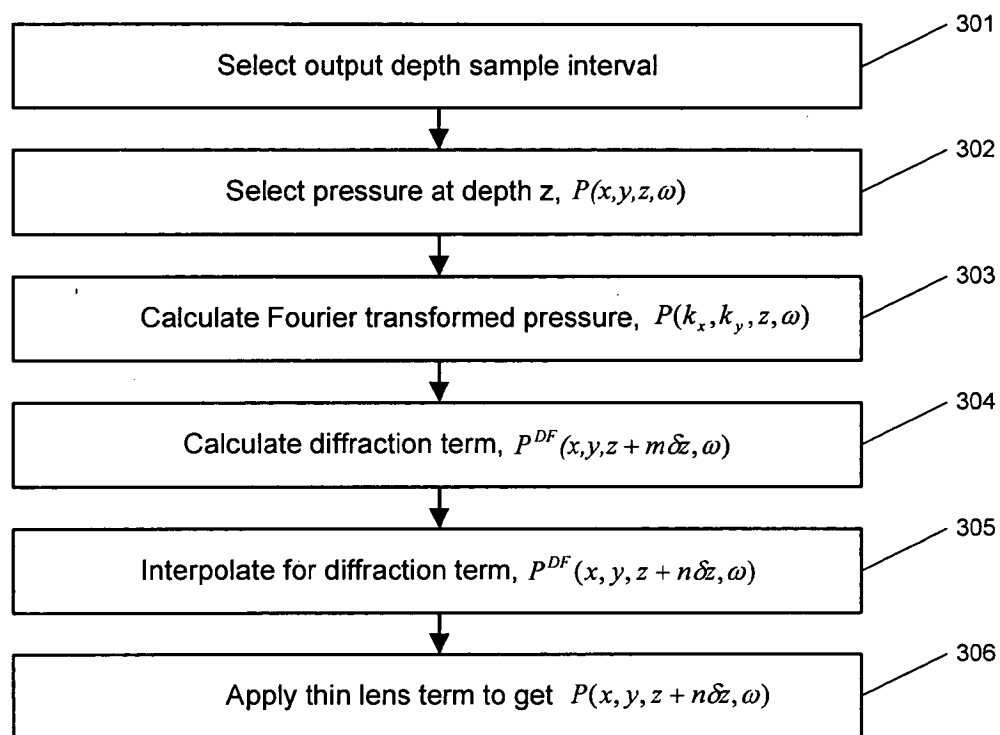 301
Select output depth sample interval
302
Select pressure at depth z, P(x,y,z,ω)
303
Calculate Fourier transformed pressure, P(kₓ,k_y,z,ω)
304
Calculate diffraction term, P^DF(x,y,z + mδz,ω)
305
Interpolate for diffraction term, P^DF(x, y, z + nδz,ω)
306
Apply thin lens term to get P(x, y, z + nδz,ω)